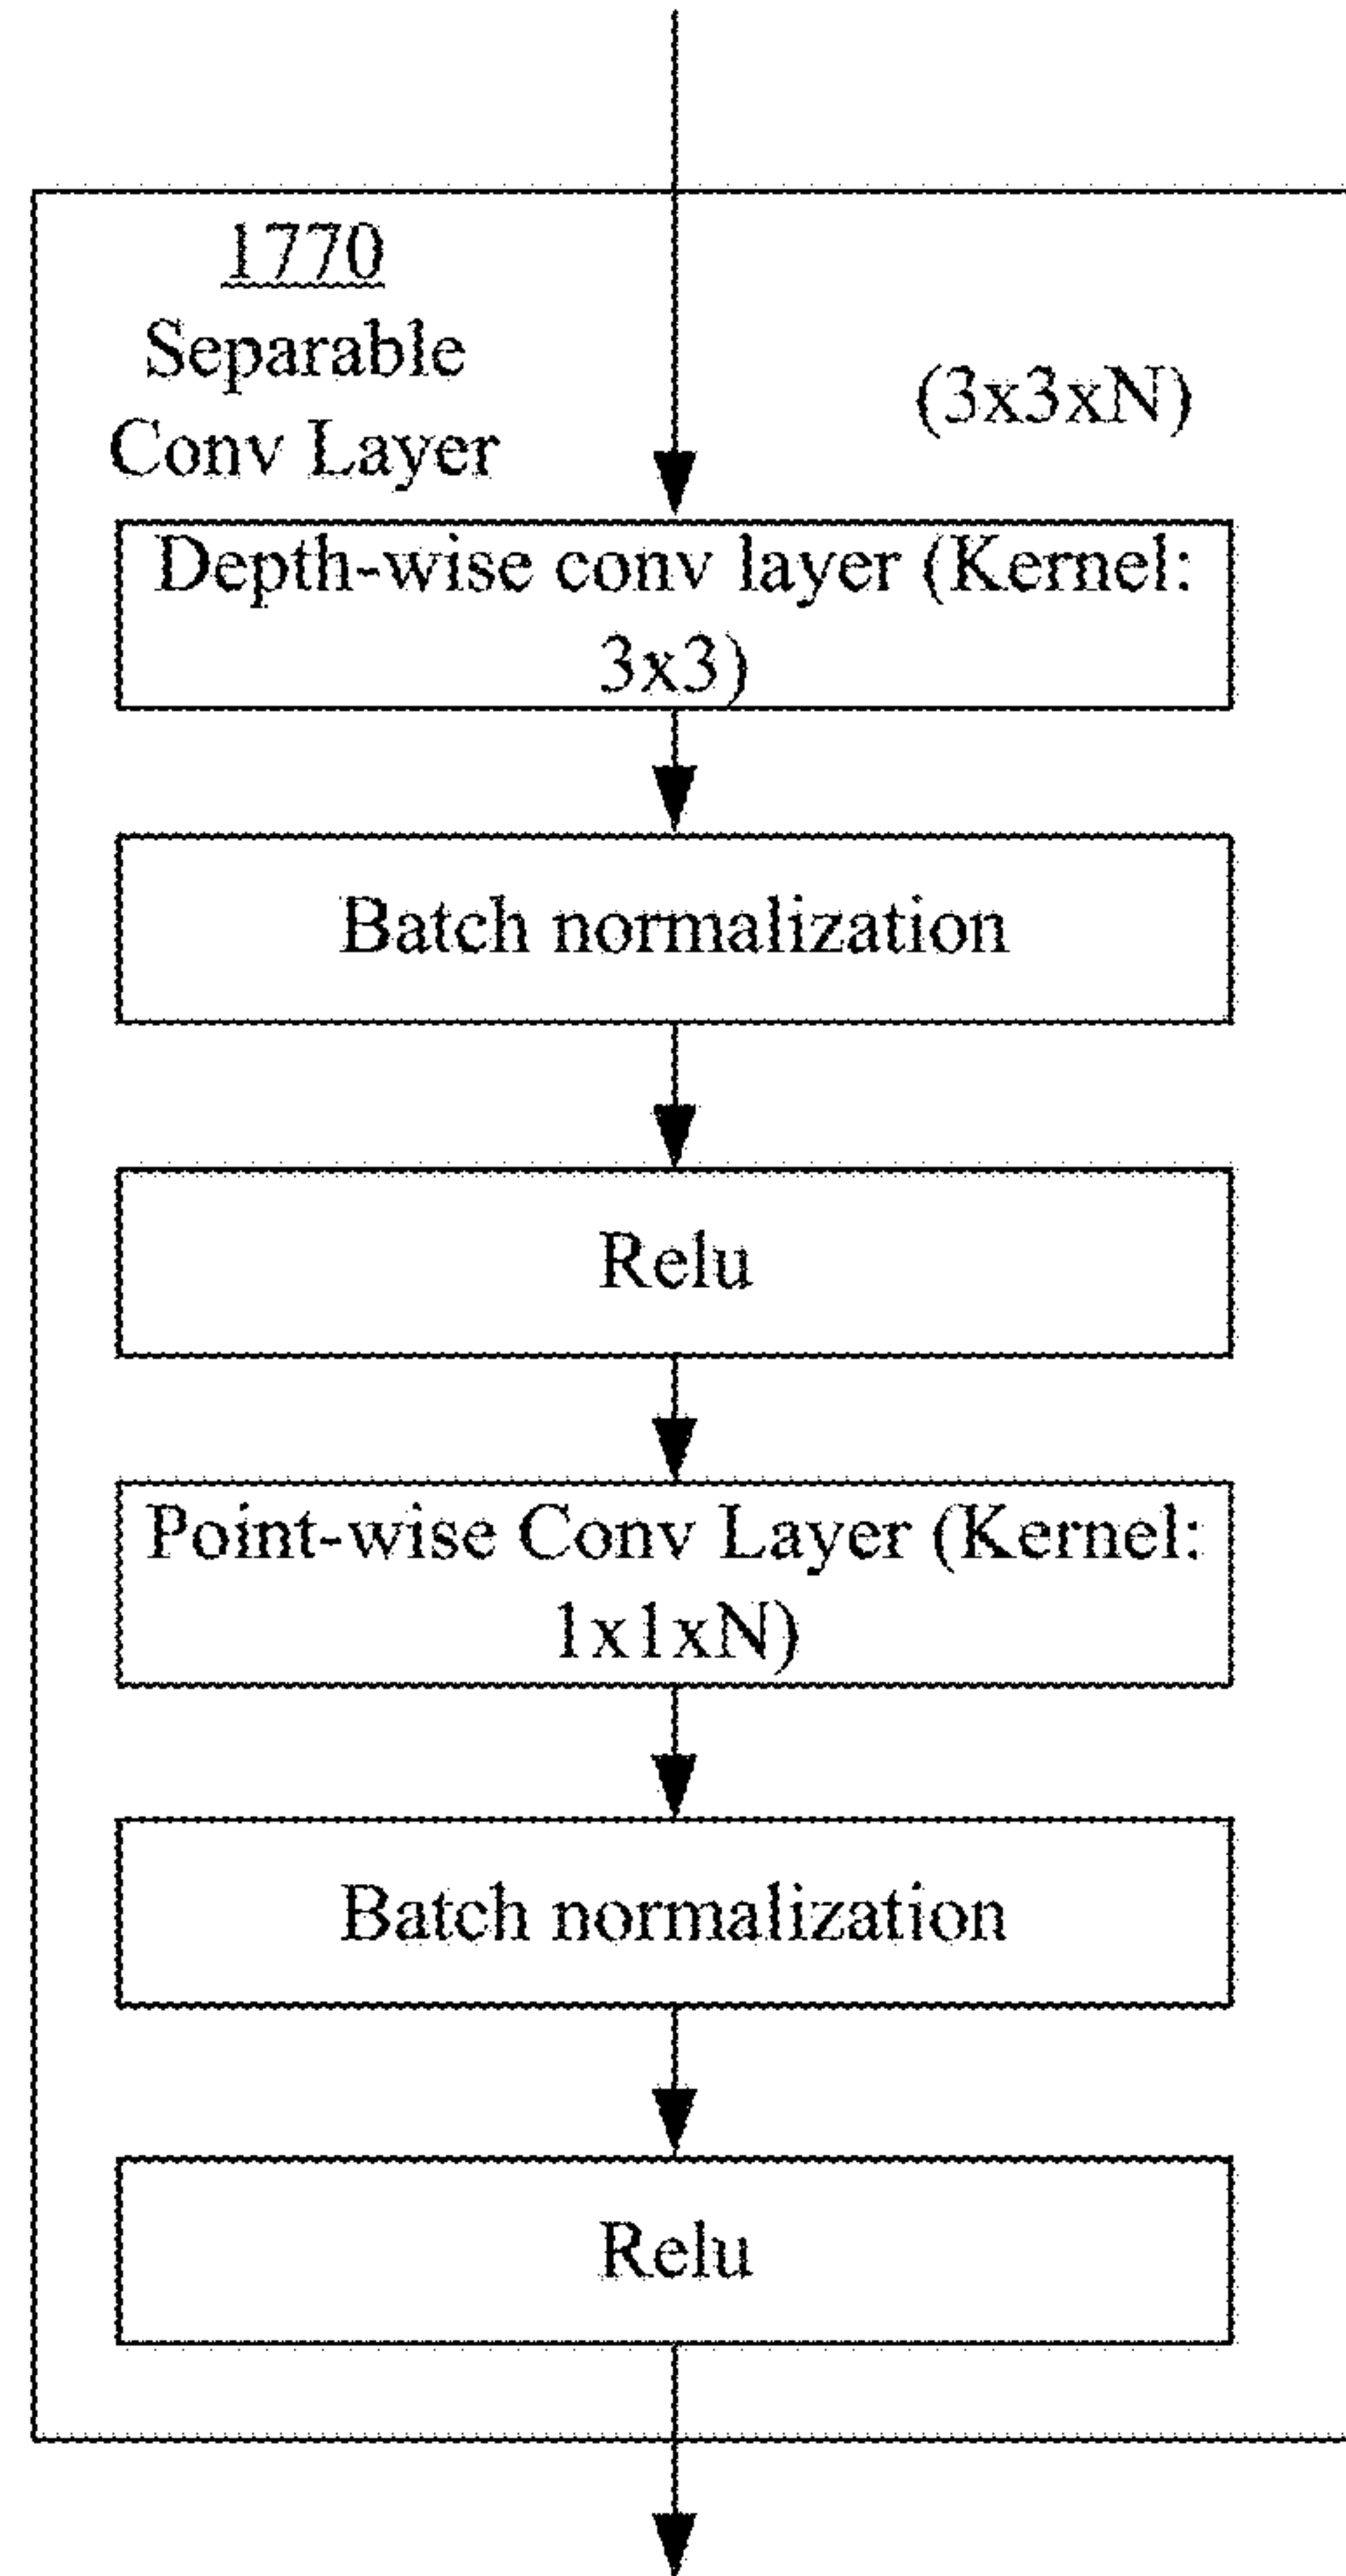 1770
Separable
Conv Layer
(3x3xN)
Depth-wise conv layer (Kernel:
3x3)
Batch normalization
Relu
Point-wise Conv Layer (Kernel:
1x1xN)
Batch normalization
Relu